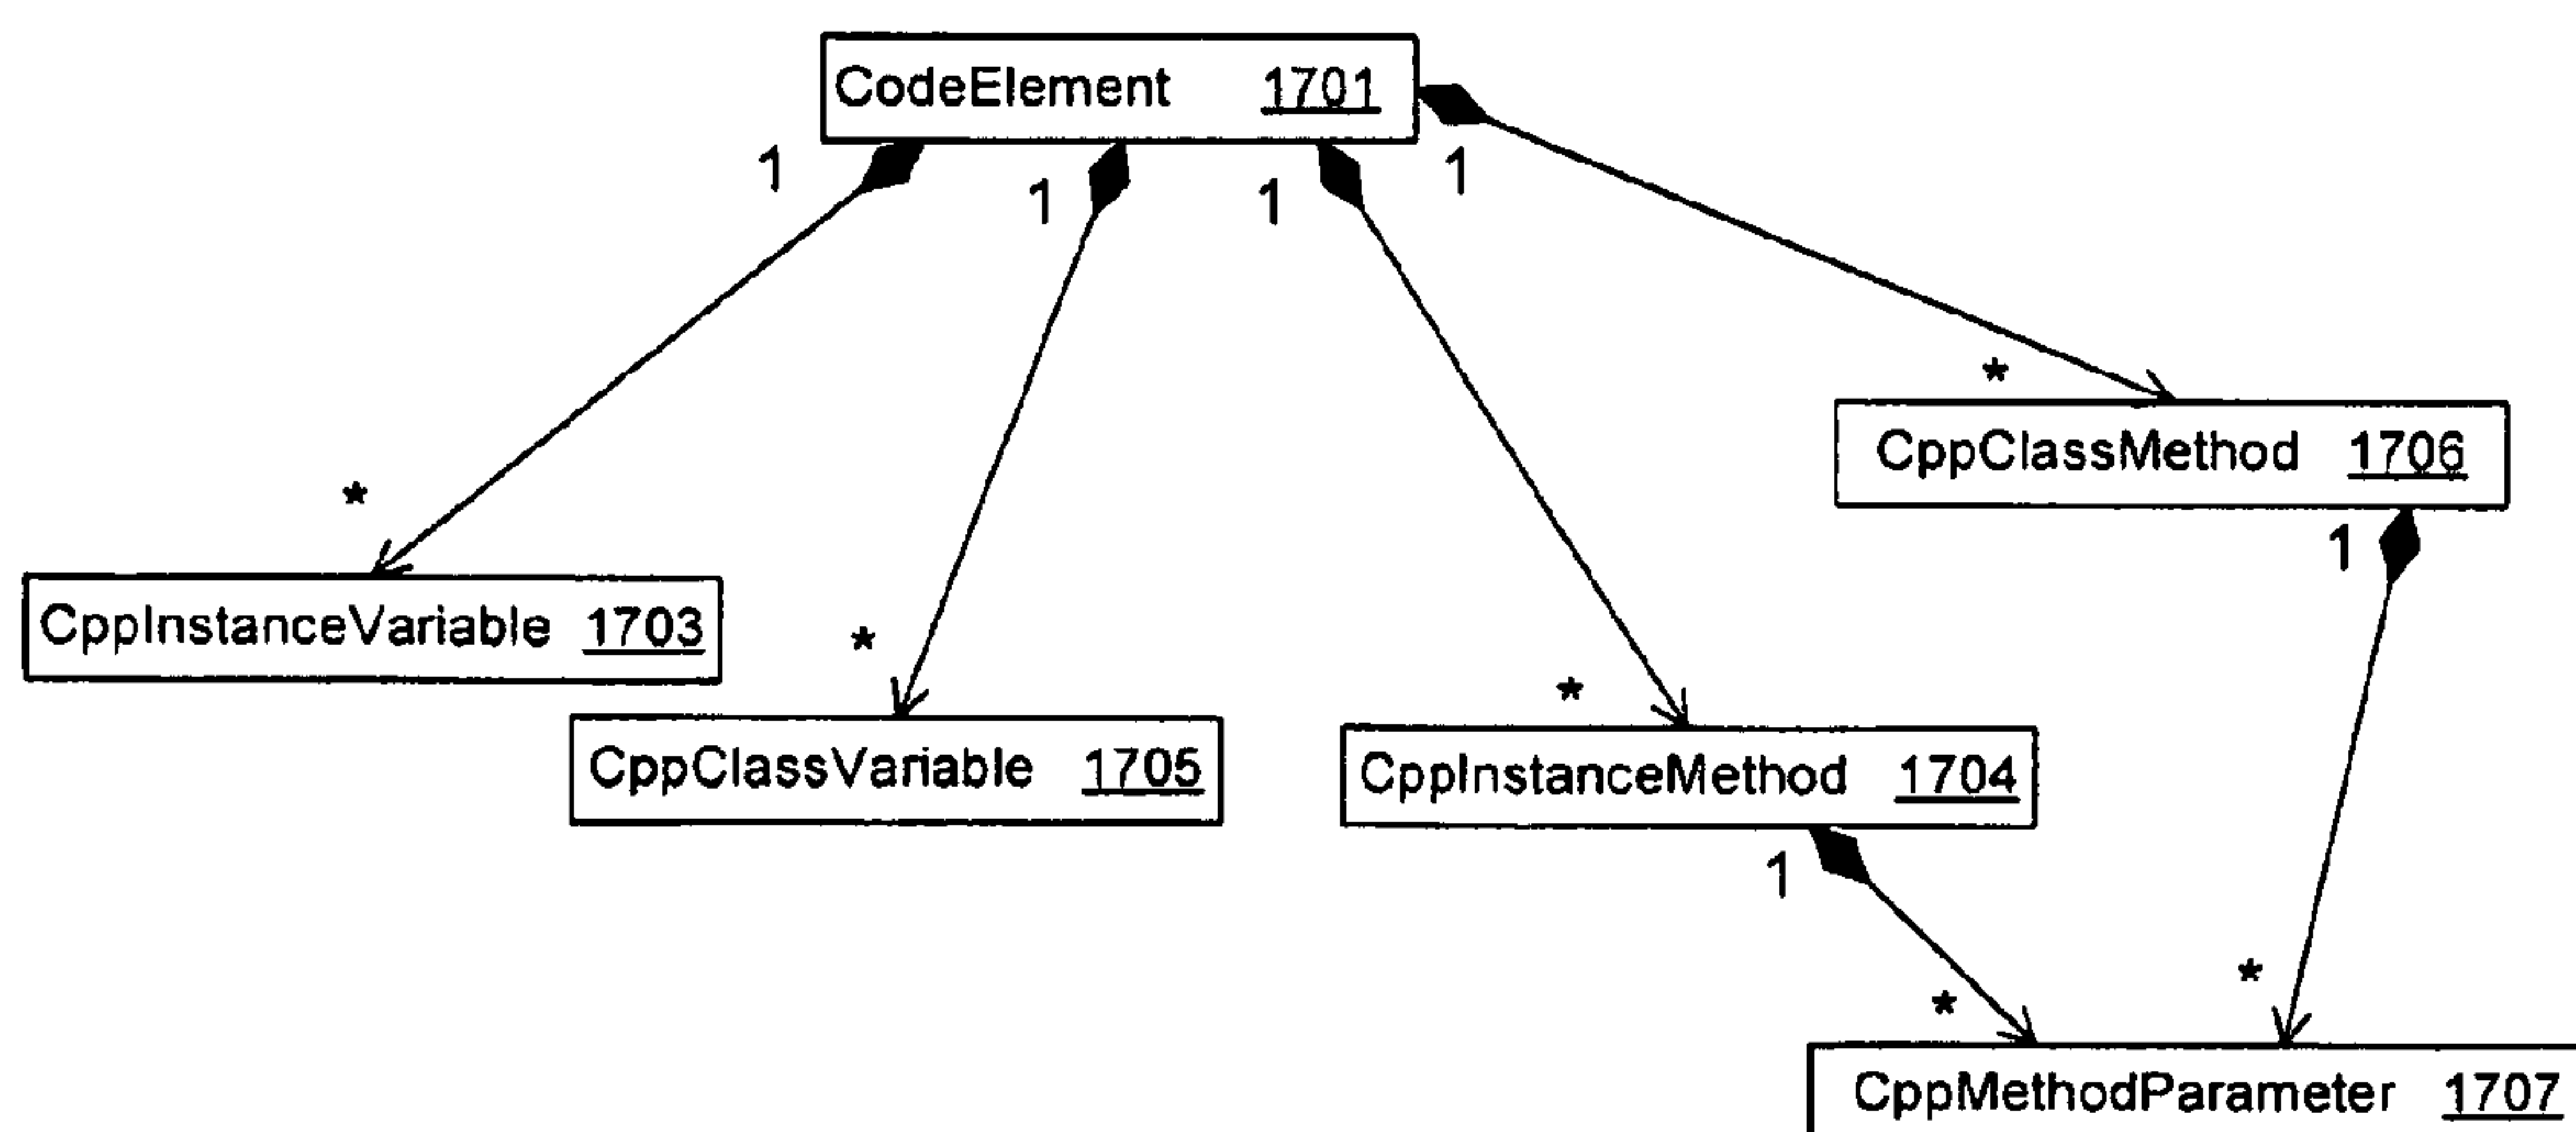 CodeElement 1701
1 1 1 1
*
CppClassMethod 1706
*
1
CppInstanceVariable 1703
*
*
CppClassVariable 1705
CppInstanceMethod 1704
1
*
*
CppMethodParameter 1707